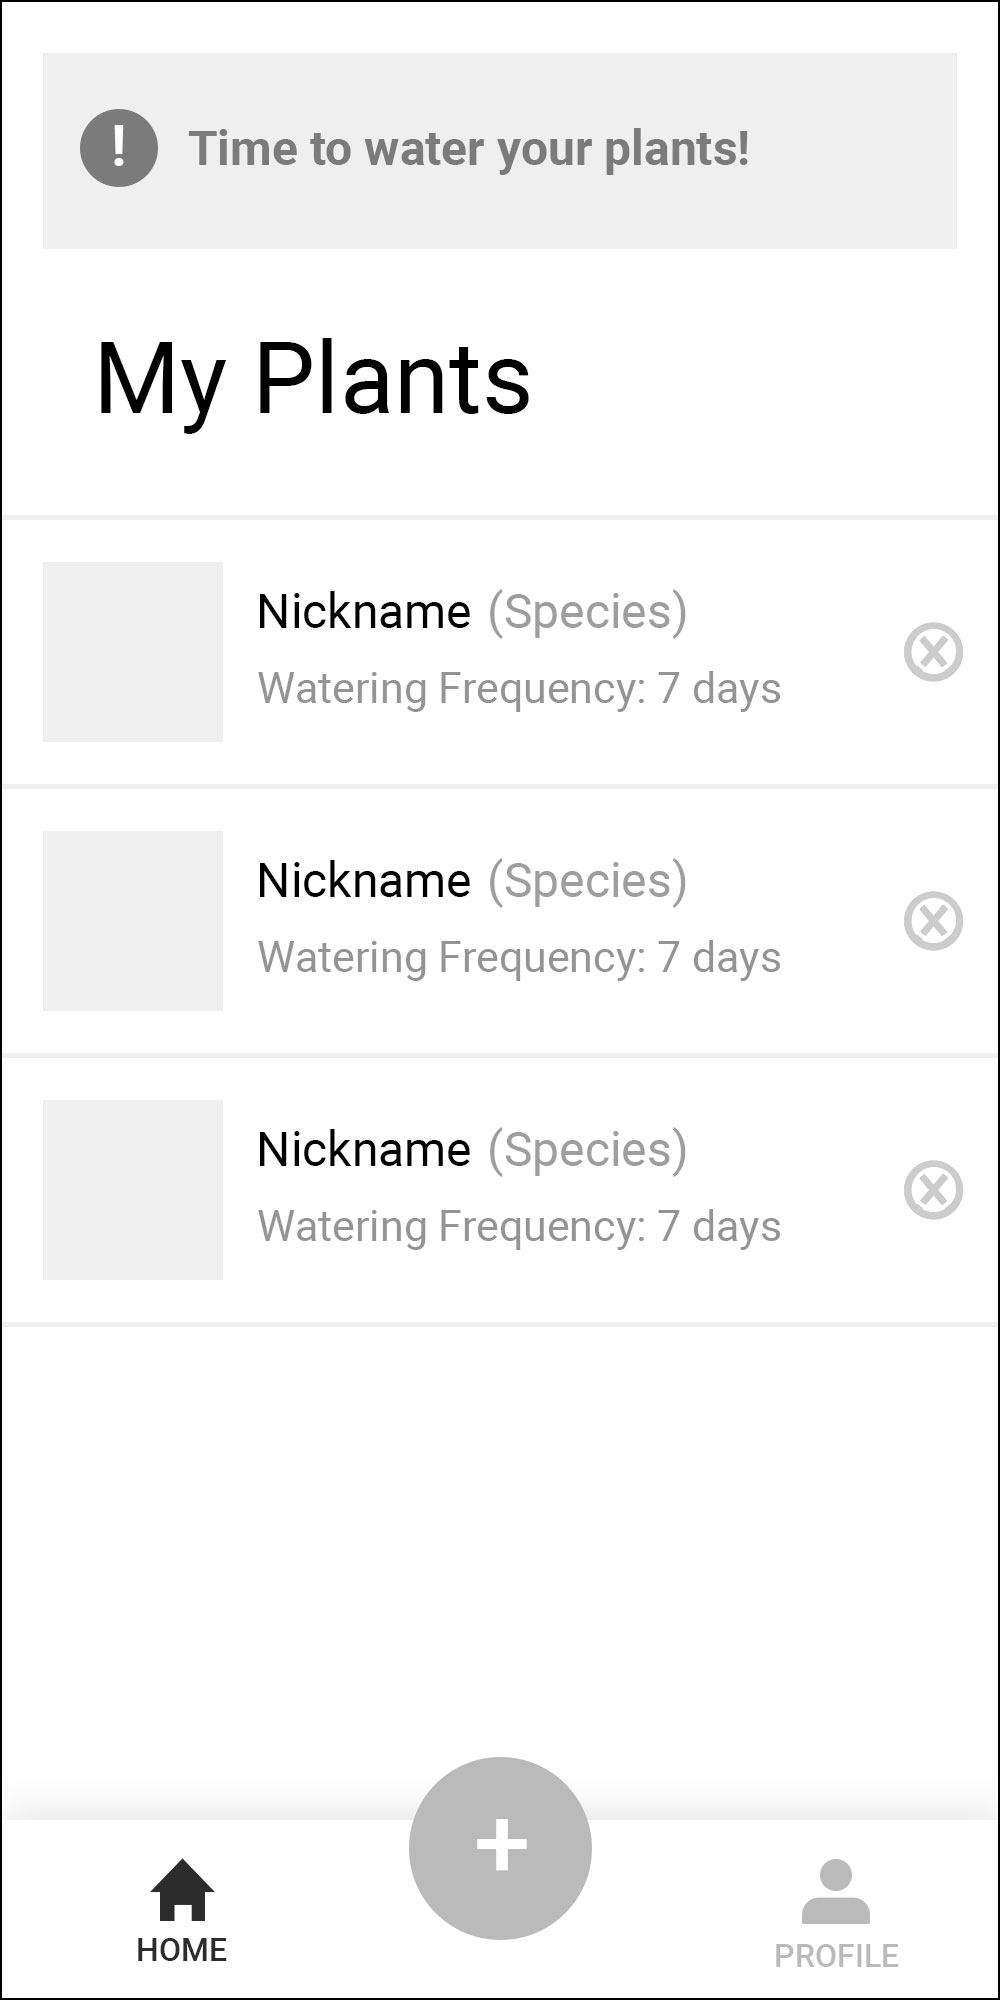 ! Time to water your plants!
My Plants
Nickname (Species)
Watering Frequency: 7 days
Nickname (Species)
Watering Frequency: 7 days
Nickname (Species)
Watering Frequency: 7 days
+
HOME
PROFILE